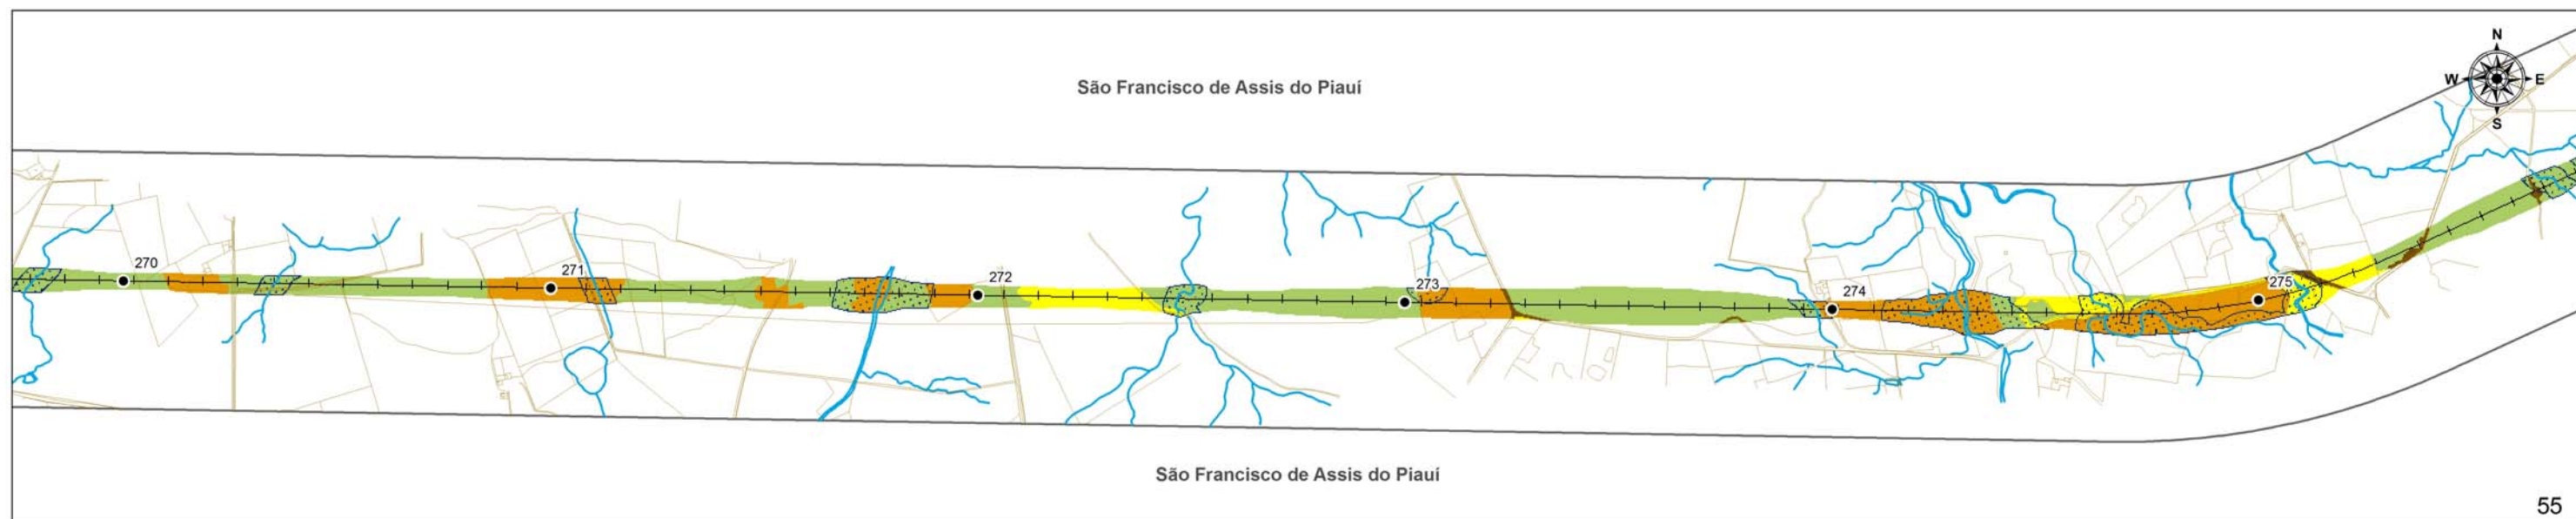 São Francisco de Assis do Piauí
N
W E
S
270
271
272
273
274
275
São Francisco de Assis do Piauí
55